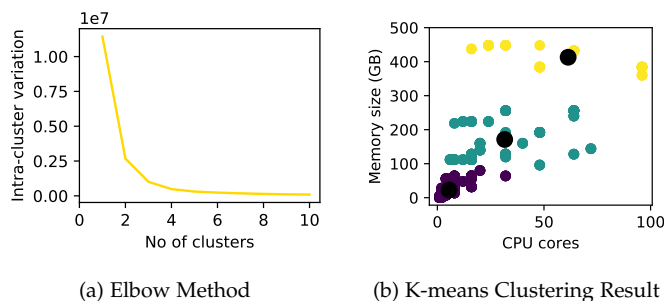 1e7
Intra-cluster variation
1.00
0.75
0.50
0.25
0.00
0 2 4 6 8 10
No of clusters
(a) Elbow Method
Memory size (GB)
500
400
300
200
100
0
0 50 100
CPU cores
(b) K-means Clustering Result